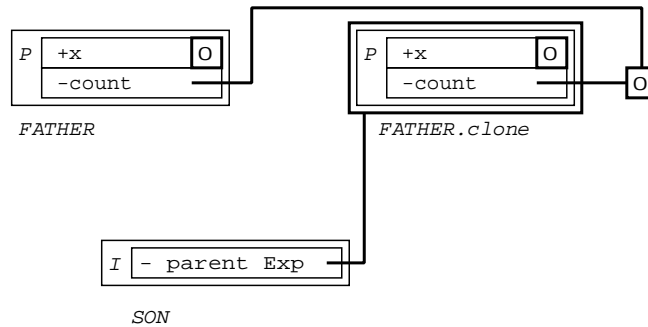 P +x O
-count
FATHER
P +x O
-count O
FATHER.clone
I - parent Exp
SON